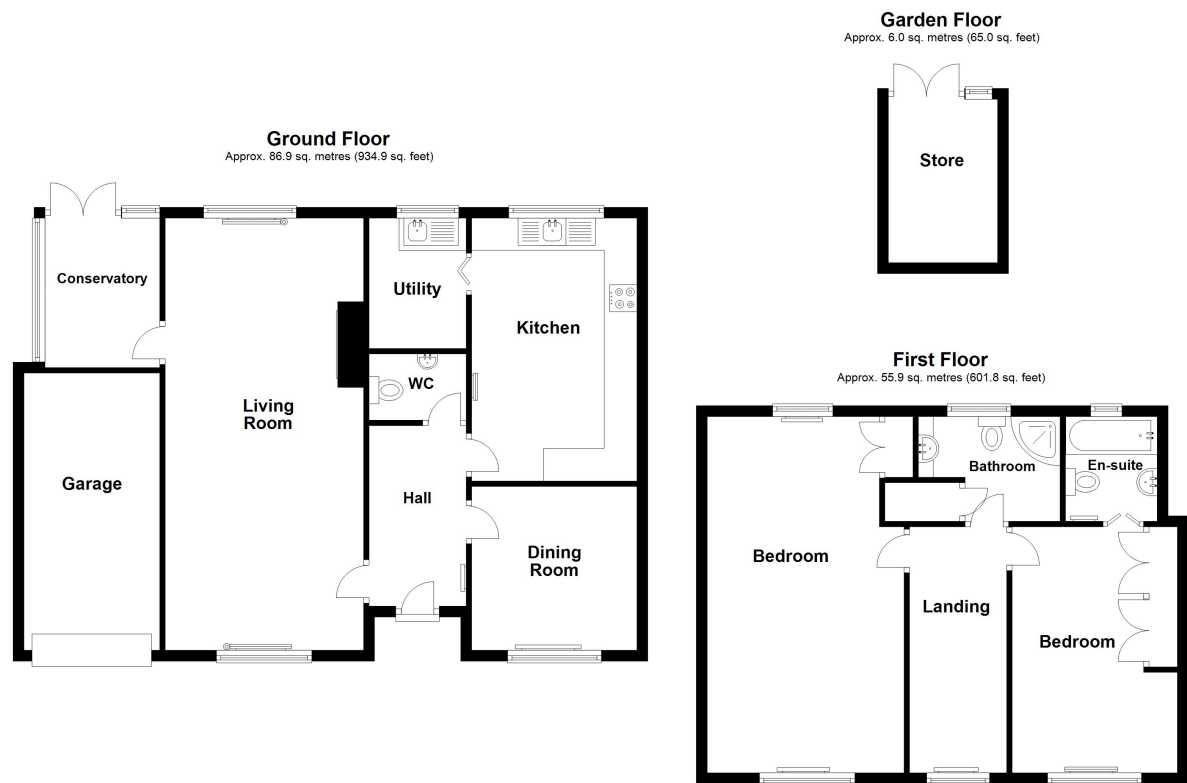 Garden Floor
Approx. 6.0 sq. metres (65.0 sq. feet)
Store
Ground Floor
Approx. 86.9 sq. metres (934.9 sq. feet)
Conservatory
Utility
Kitchen
WC
Living
Room
Garage
Hall
Dining
Room
First Floor
Approx. 55.9 sq. metres (601.8 sq. feet)
Bathroom
En-suite
Bedroom
Landing
Bedroom